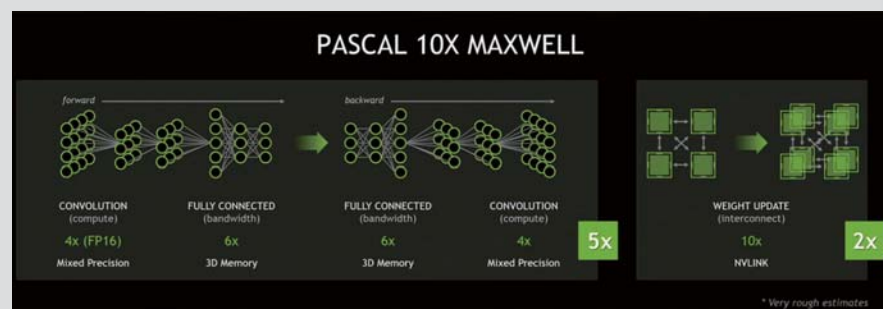 PASCAL 10X MAXWELL
forward
backward
CONVOLUTION
(compute)
4x (FP16)
Mixed Precision
FULLY CONNECTED
(bandwidth)
6x
3D Memory
FULLY CONNECTED
(bandwidth)
6x
3D Memory
CONVOLUTION
(compute)
4x
Mixed Precision
5x
WEIGHT UPDATE
(interconnect)
10x
NVLINK
2x
* Very rough estimates